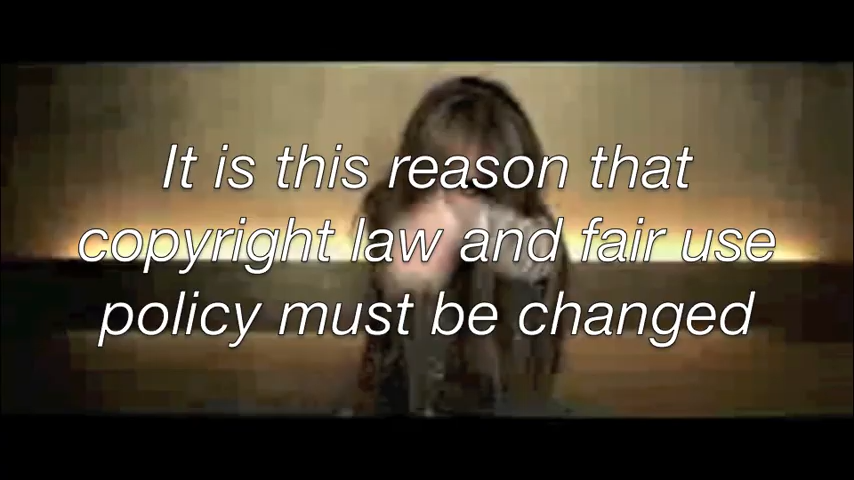 It is this reason that
copyright law and fair use
policy must be changed